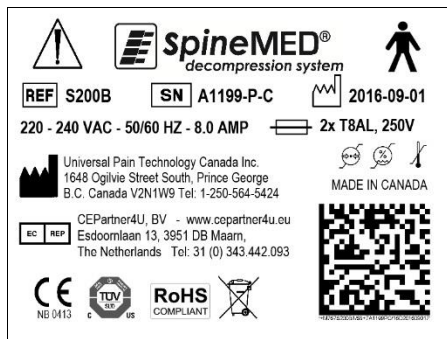 SpineMED®
decompression system
REF S200B SN A1199-P-C 2016-09-01
220 - 240 VAC - 50/60 HZ - 8.0 AMP 2x T8AL, 250V
Universal Pain Technology Canada Inc.
1648 Ogilvie Street South, Prince George
B.C. Canada V2N1W9 Tel: 1-250-564-5424
MADE IN CANADA
EC REP
CEPartner4U, BV - www.cepartner4u.eu
Esdoornlaan 13, 3951 DB Maarn,
The Netherlands Tel: 31 (0) 343.442.093
CE
NB 0413
TÜV
SÜD
C US
RoHS
COMPLIANT